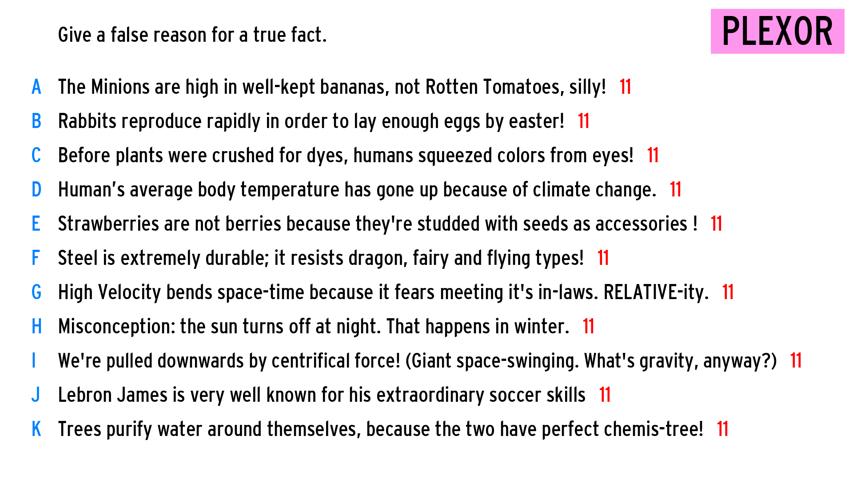 Give a false reason for a true fact.
PLEXOR
A The Minions are high in well-kept bananas, not Rotten Tomatoes, silly! 11
B Rabbits reproduce rapidly in order to lay enough eggs by easter! 11
C Before plants were crushed for dyes, humans squeezed colors from eyes! 11
D Human's average body temperature has gone up because of climate change. 11
E Strawberries are not berries because they're studded with seeds as accessories ! 11
F Steel is extremely durable; it resists dragon, fairy and flying types! 11
G High Velocity bends space-time because it fears meeting it's in-laws. RELATIVE-ity. 11
H Misconception: the sun turns off at night. That happens in winter. 11
I We're pulled downwards by centrifical force! (Giant space-swinging. What's gravity, anyway?) 11
J Lebron James is very well known for his extraordinary soccer skills 11
K Trees purify water around themselves, because the two have perfect chemis-tree! 11